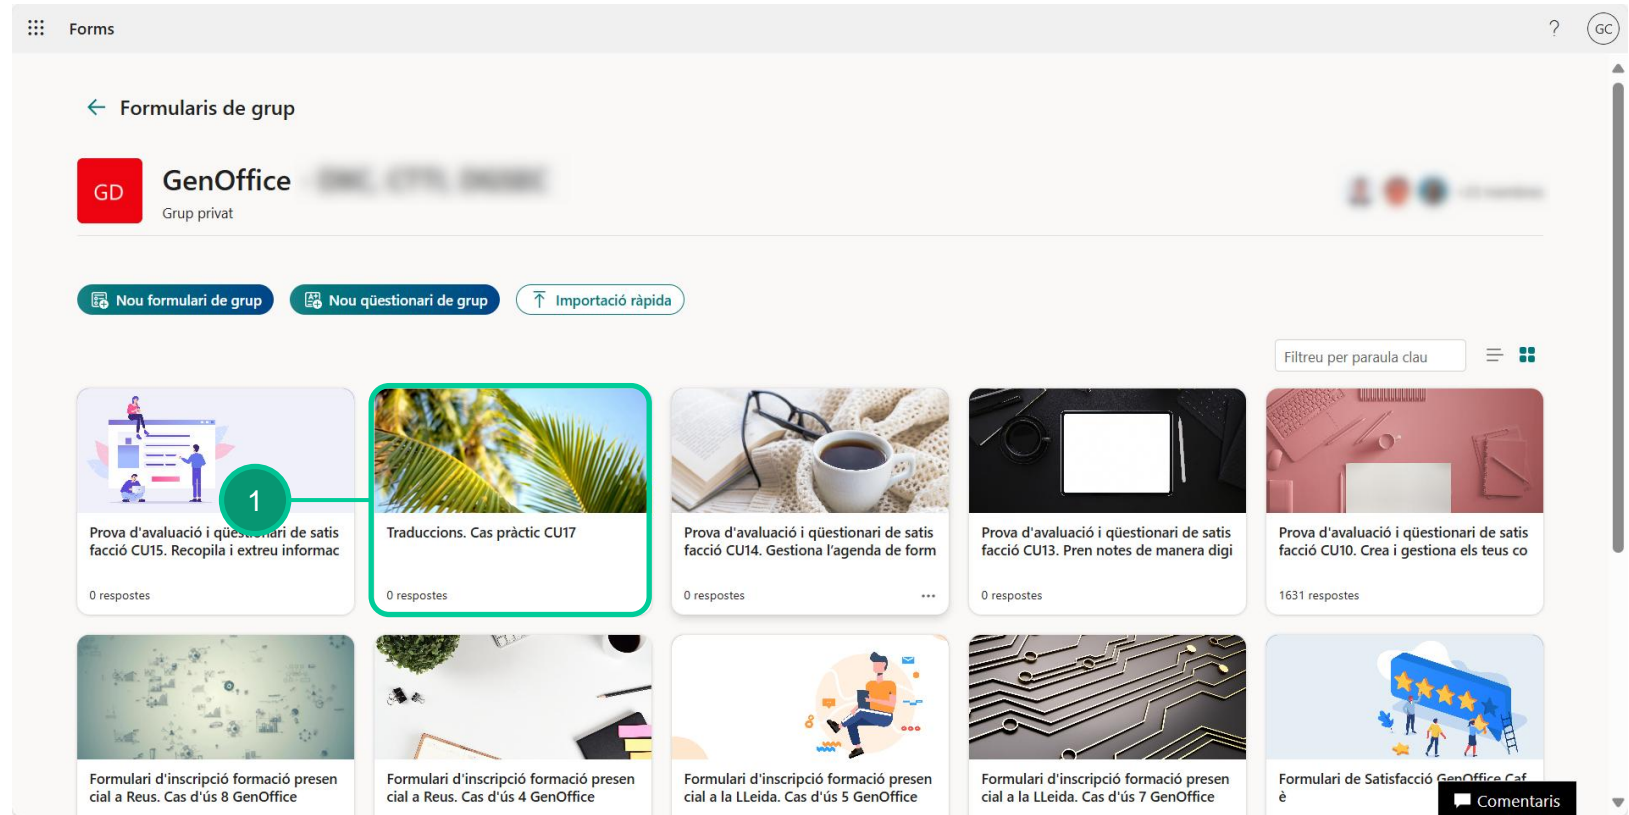 Forms
?
GC
Formularis de grup
GD
GenOffice
Grup privat
Nou formulari de grup
Nou qüestionari de grup
Importació ràpida
Filtreu per paraula clau
1
Prova d'avaluació i qüestionari de satis
facció CU15. Recopila i extreu informac
0 respostes
Traduccions. Cas pràctic CU17
0 respostes
Prova d'avaluació i qüestionari de satis
facció CU14. Gestiona l'agenda de form
0 respostes
Prova d'avaluació i qüestionari de satis
facció CU13. Pren notes de manera digi
0 respostes
Prova d'avaluació i qüestionari de satis
facció CU10. Crea i gestiona els teus co
1631 respostes
Formulari d'inscripció formació presen
cial a Reus. Cas d'ús 8 GenOffice
Formulari d'inscripció formació presen
cial a Reus. Cas d'ús 4 GenOffice
Formulari d'inscripció formació presen
cial a la LLeida. Cas d'ús 5 GenOffice
Formulari d'inscripció formació presen
cial a la LLeida. Cas d'ús 7 GenOffice
Formulari de Satisfacció GenOffice Caf
è
Comentaris